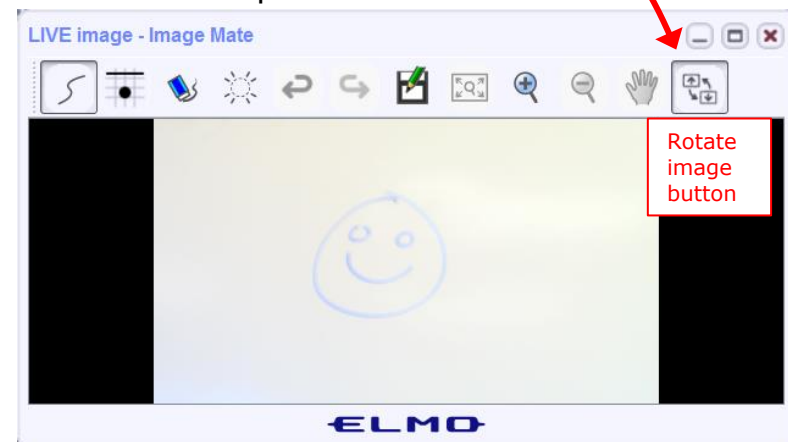 LIVE image - Image Mate
Rotate
image
button
ELMO